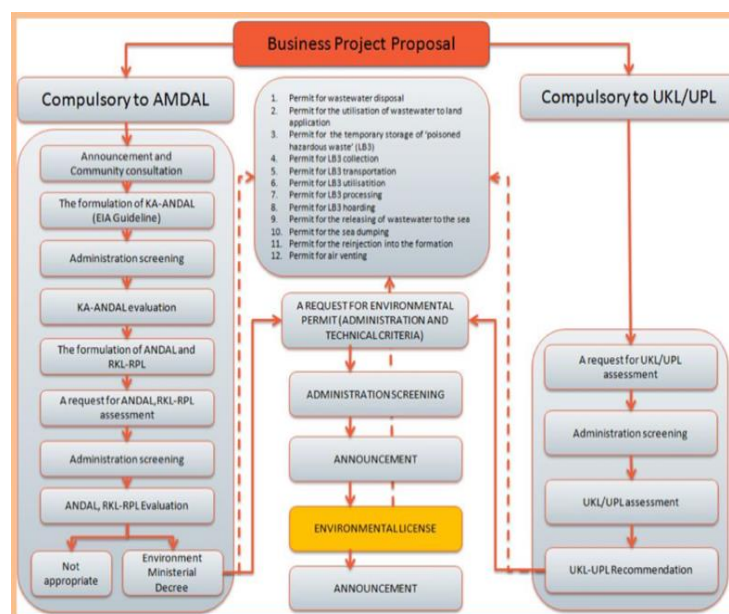 Business Project Proposal
Compulsory to AMDAL
Announcement and
Community consultation
The formulation of KA-ANDAL
(EIA Guideline)
Administration screening
KA-ANDAL evaluation
The formulation of ANDAL and
RKL-RPL
A request for ANDAL,RKL-RPL
assessment
Administration screening
ANDAL, RKL-RPL Evaluation
Not
appropriate
Environment
Ministerial
Decree
1. Permit for wastewater disposal
2. Permit for the utilisation of wastewater to land
application
3. Permit for the temporary storage of 'poisoned
hazardous waste' (LB3)
4. Permit for LB3 collection
5. Permit for LB3 transportation
6. Permit for LB3 utilisatition
7. Permit for LB3 processing
8. Permit for LB3 hoarding
9. Permit for the releasing of wastewater to the sea
10. Permit for the sea dumping
11. Permit for the reinjection into the formation
12. Permit for air venting
A REQUEST FOR ENVIRONMENTAL
PERMIT (ADMINISTRATION AND
TECHNICAL CRITERIA)
ADMINISTRATION SCREENING
ANNOUNCEMENT
ENVIRONMENTAL LICENSE
ANNOUNCEMENT
Compulsory to UKL/UPL
A request for UKL/UPL
assessment
Administration screening
UKL/UPL assessment
UKL-UPL Recommendation